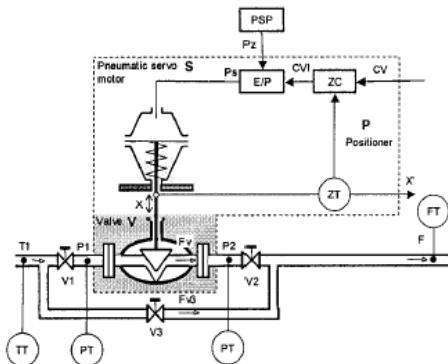 PSP
Pneumatic servo S
motor
Pz
Ps
E/P
CVI
ZC
CV
P
Positioner
ZT
X'
FT
X
Valve V
T1
P1
Fv
P2
F
V1
V2
Fv3
V3
TT
PT
PT